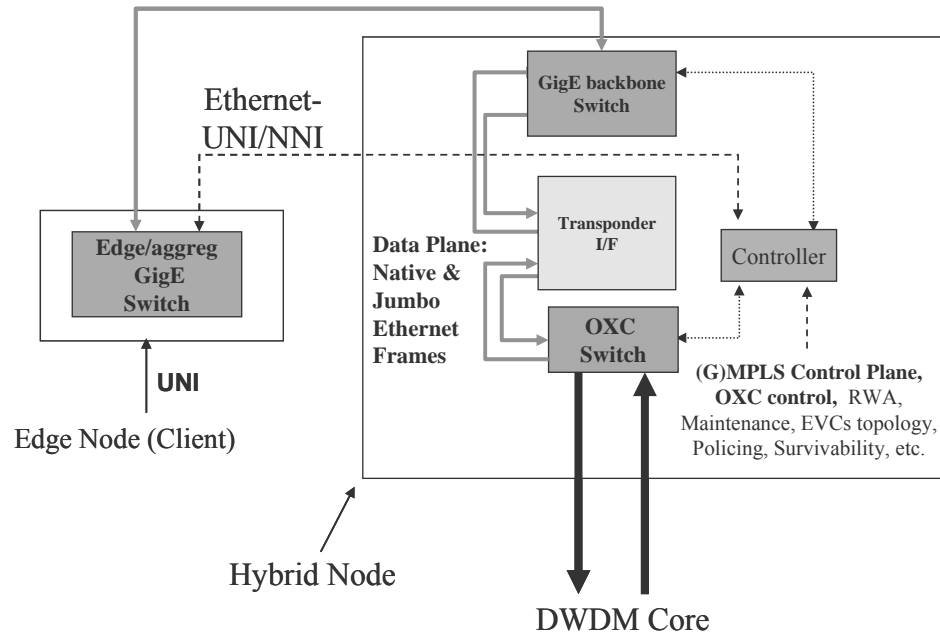 GigE backbone
Switch
Ethernet-
UNI/NNI
Edge/aggreg
GigE
Switch
Transponder
I/F
Data Plane:
Native &
Jumbo
Ethernet
Frames
Controller
OXC
Switch
UNI
(G)MPLS Control Plane,
OXC control, RWA,
Maintenance, EVCs topology,
Policing, Survivability, etc.
Edge Node (Client)
Hybrid Node
DWDM Core